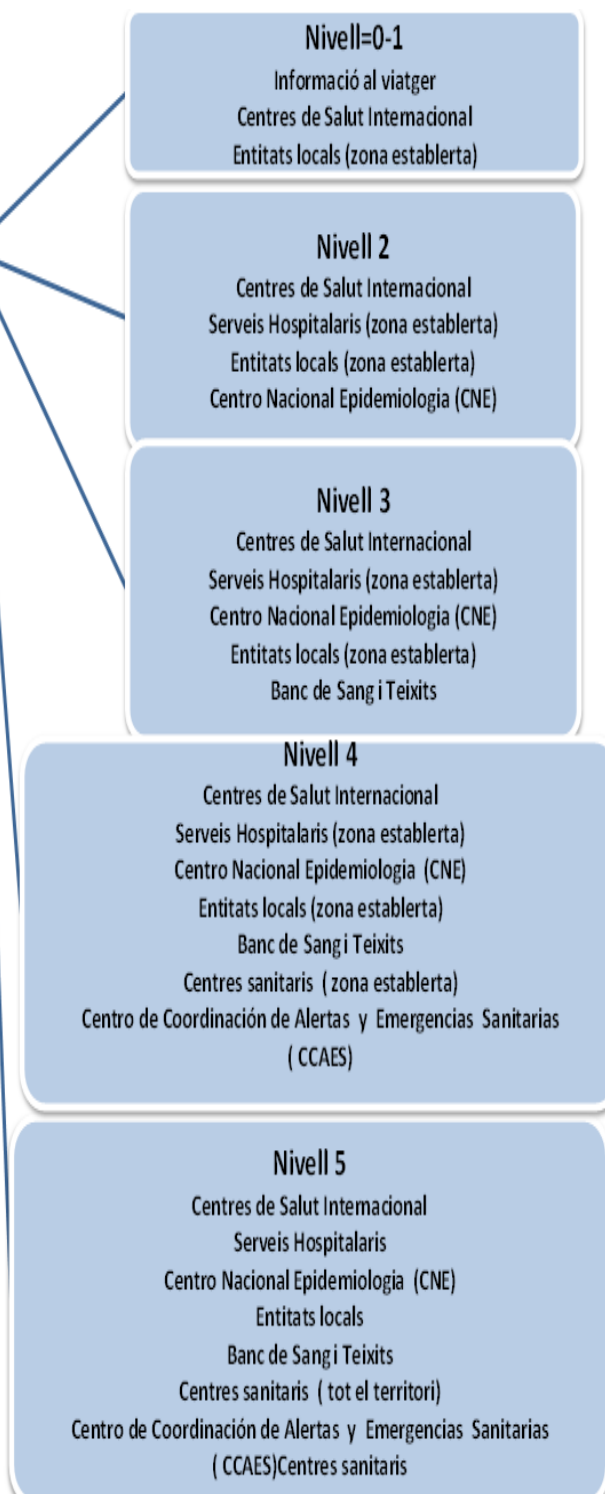 Nivell=0-1
Informació al viatger
Centres de Salut Internacional
Entitats locals (zona establerta)
Nivell 2
Centres de Salut Internacional
Serveis Hospitalaris (zona establerta)
Entitats locals (zona establerta)
Centro Nacional Epidemiologia (CNE)
Nivell 3
Centres de Salut Internacional
Serveis Hospitalaris (zona establerta)
Centro Nacional Epidemiologia (CNE)
Entitats locals (zona establerta)
Banc de Sang i Teixits
Nivell 4
Centres de Salut Internacional
Serveis Hospitalaris (zona establerta)
Centro Nacional Epidemiologia (CNE)
Entitats locals (zona establerta)
Banc de Sang i Teixits
Centres sanitaris ( zona establerta)
Centro de Coordinación de Alertas y Emergencias Sanitarias
( CCAES)
Nivell 5
Centres de Salut Internacional
Serveis Hospitalaris
Centro Nacional Epidemiologia (CNE)
Entitats locals
Banc de Sang i Teixits
Centres sanitaris ( tot el territori)
Centro de Coordinación de Alertas y Emergencias Sanitarias
( CCAES)Centres sanitaris